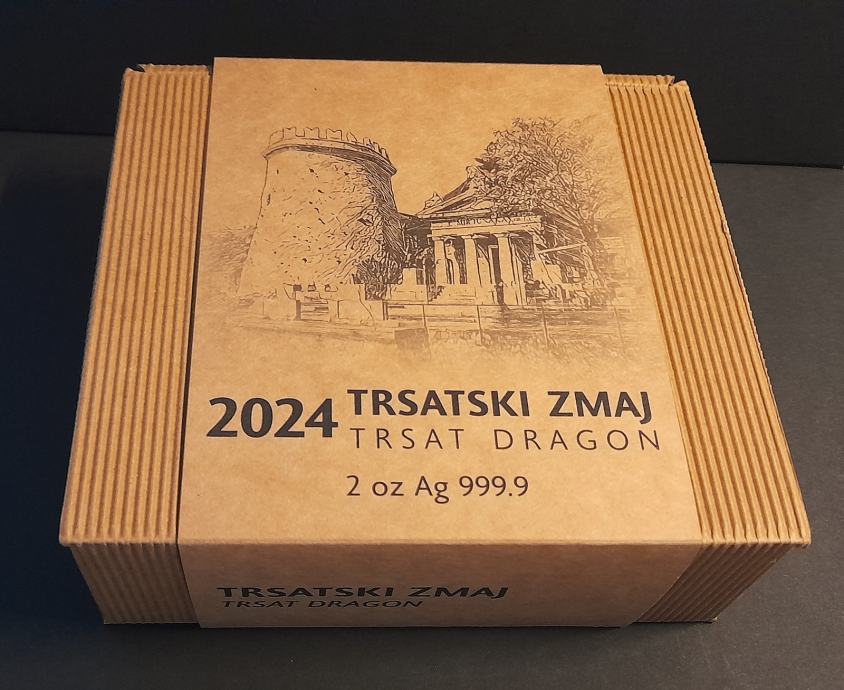 2024 TRSATSKI ZMAJ
TRSAT DRAGON
2 oz Ag 999.9
TRSATSKI ZMAJ
TRSAT DRAGON